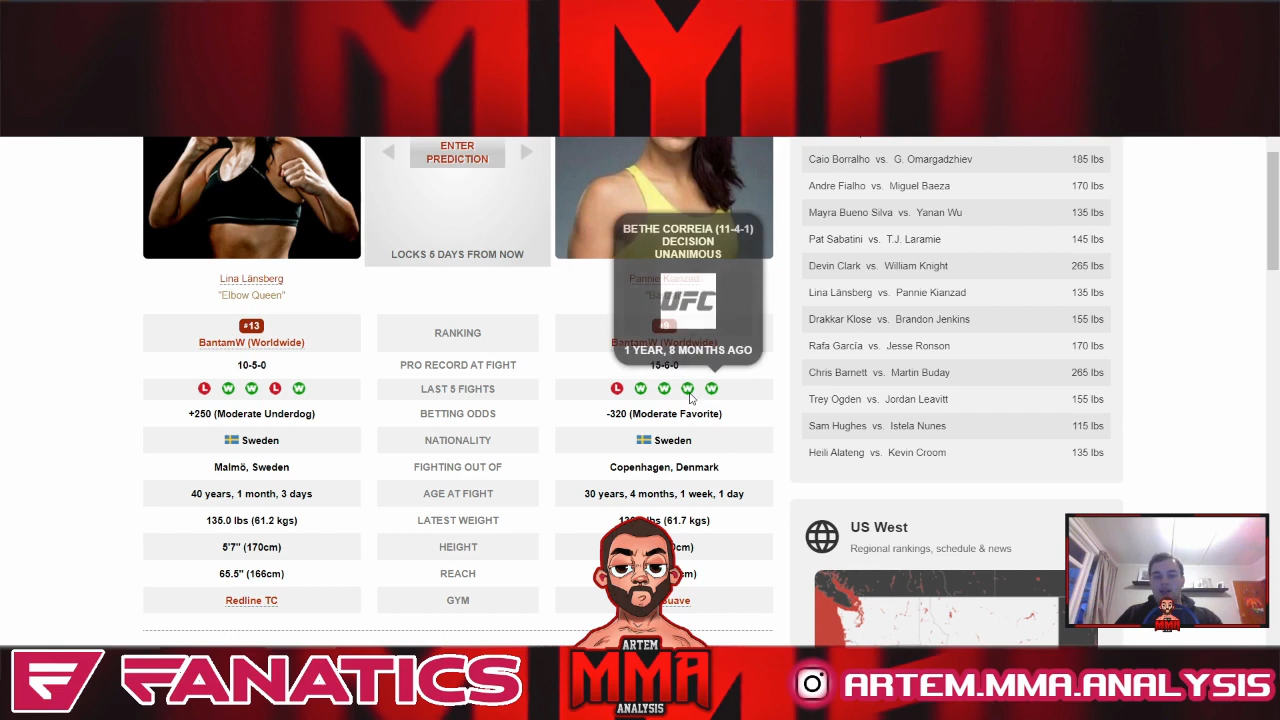 MMA
ENTER
PREDICTION
LOCKS 5 DAYS FROM NOW
BETHE CORREIA (11-4-1)
DECISION
UNANIMOUS
UFC
1 YEAR, 8 MONTHS AGO
Lina Länsberg
"Elbow Queen"
Pannie Kianzad
#13
RANKING
BantamW (Worldwide)
BantamW (Worldwide)
10-5-0
PRO RECORD AT FIGHT
15-6-0
L W W L W
LAST 5 FIGHTS
L W W W W
+250 (Moderate Underdog)
BETTING ODDS
-320 (Moderate Favorite)
Sweden
NATIONALITY
Sweden
Malmö, Sweden
FIGHTING OUT OF
Copenhagen, Denmark
40 years, 1 month, 3 days
AGE AT FIGHT
30 years, 4 months, 1 week, 1 day
135.0 lbs (61.2 kgs)
LATEST WEIGHT
lbs (61.7 kgs)
5'7" (170cm)
HEIGHT
65.5" (166cm)
REACH
Redline TC
GYM
Caio Borralho vs. G. Omargadzhiev 185 lbs
Andre Fialho vs. Miguel Baeza 170 lbs
Mayra Bueno Silva vs. Yanan Wu 135 lbs
Pat Sabatini vs. T.J. Laramie 145 lbs
Devin Clark vs. William Knight 265 lbs
Lina Länsberg vs. Pannie Kianzad 135 lbs
Drakkar Klose vs. Brandon Jenkins 155 lbs
Rafa García vs. Jesse Ronson 170 lbs
Chris Barnett vs. Martin Buday 265 lbs
Trey Ogden vs. Jordan Leavitt 155 lbs
Sam Hughes vs. Istela Nunes 115 lbs
Heili Alateng vs. Kevin Croom 135 lbs
US West
Regional rankings, schedule & news
MMA
FANATICS
ARTEM
MMA
ANALYSIS
ARTEM.MMA.ANALYSIS